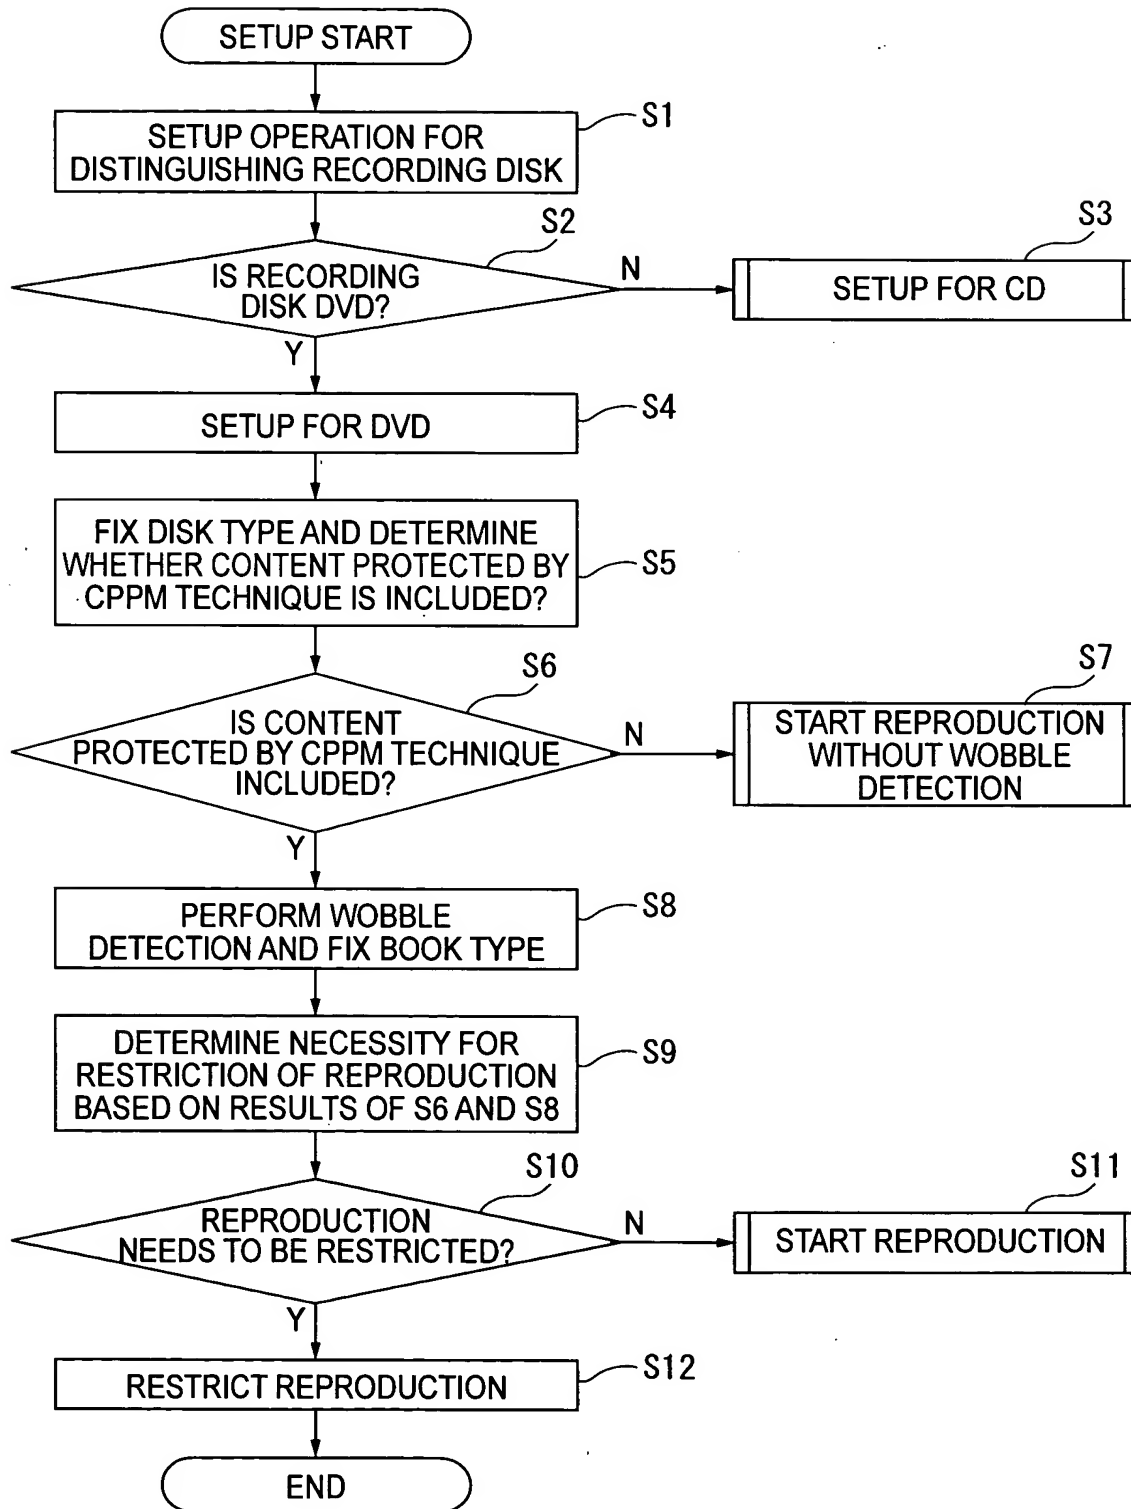 SETUP START
S1
SETUP OPERATION FOR
DISTINGUISHING RECORDING DISK
S2
IS RECORDING
DISK DVD?
N
S3
SETUP FOR CD
Y
S4
SETUP FOR DVD
S5
FIX DISK TYPE AND DETERMINE
WHETHER CONTENT PROTECTED BY
CPPM TECHNIQUE IS INCLUDED?
S6
IS CONTENT
PROTECTED BY CPPM TECHNIQUE
INCLUDED?
N
S7
START REPRODUCTION
WITHOUT WOBBLE
DETECTION
Y
S8
PERFORM WOBBLE
DETECTION AND FIX BOOK TYPE
S9
DETERMINE NECESSITY FOR
RESTRICTION OF REPRODUCTION
BASED ON RESULTS OF S6 AND S8
S10
REPRODUCTION
NEEDS TO BE RESTRICTED?
N
S11
START REPRODUCTION
Y
S12
RESTRICT REPRODUCTION
END